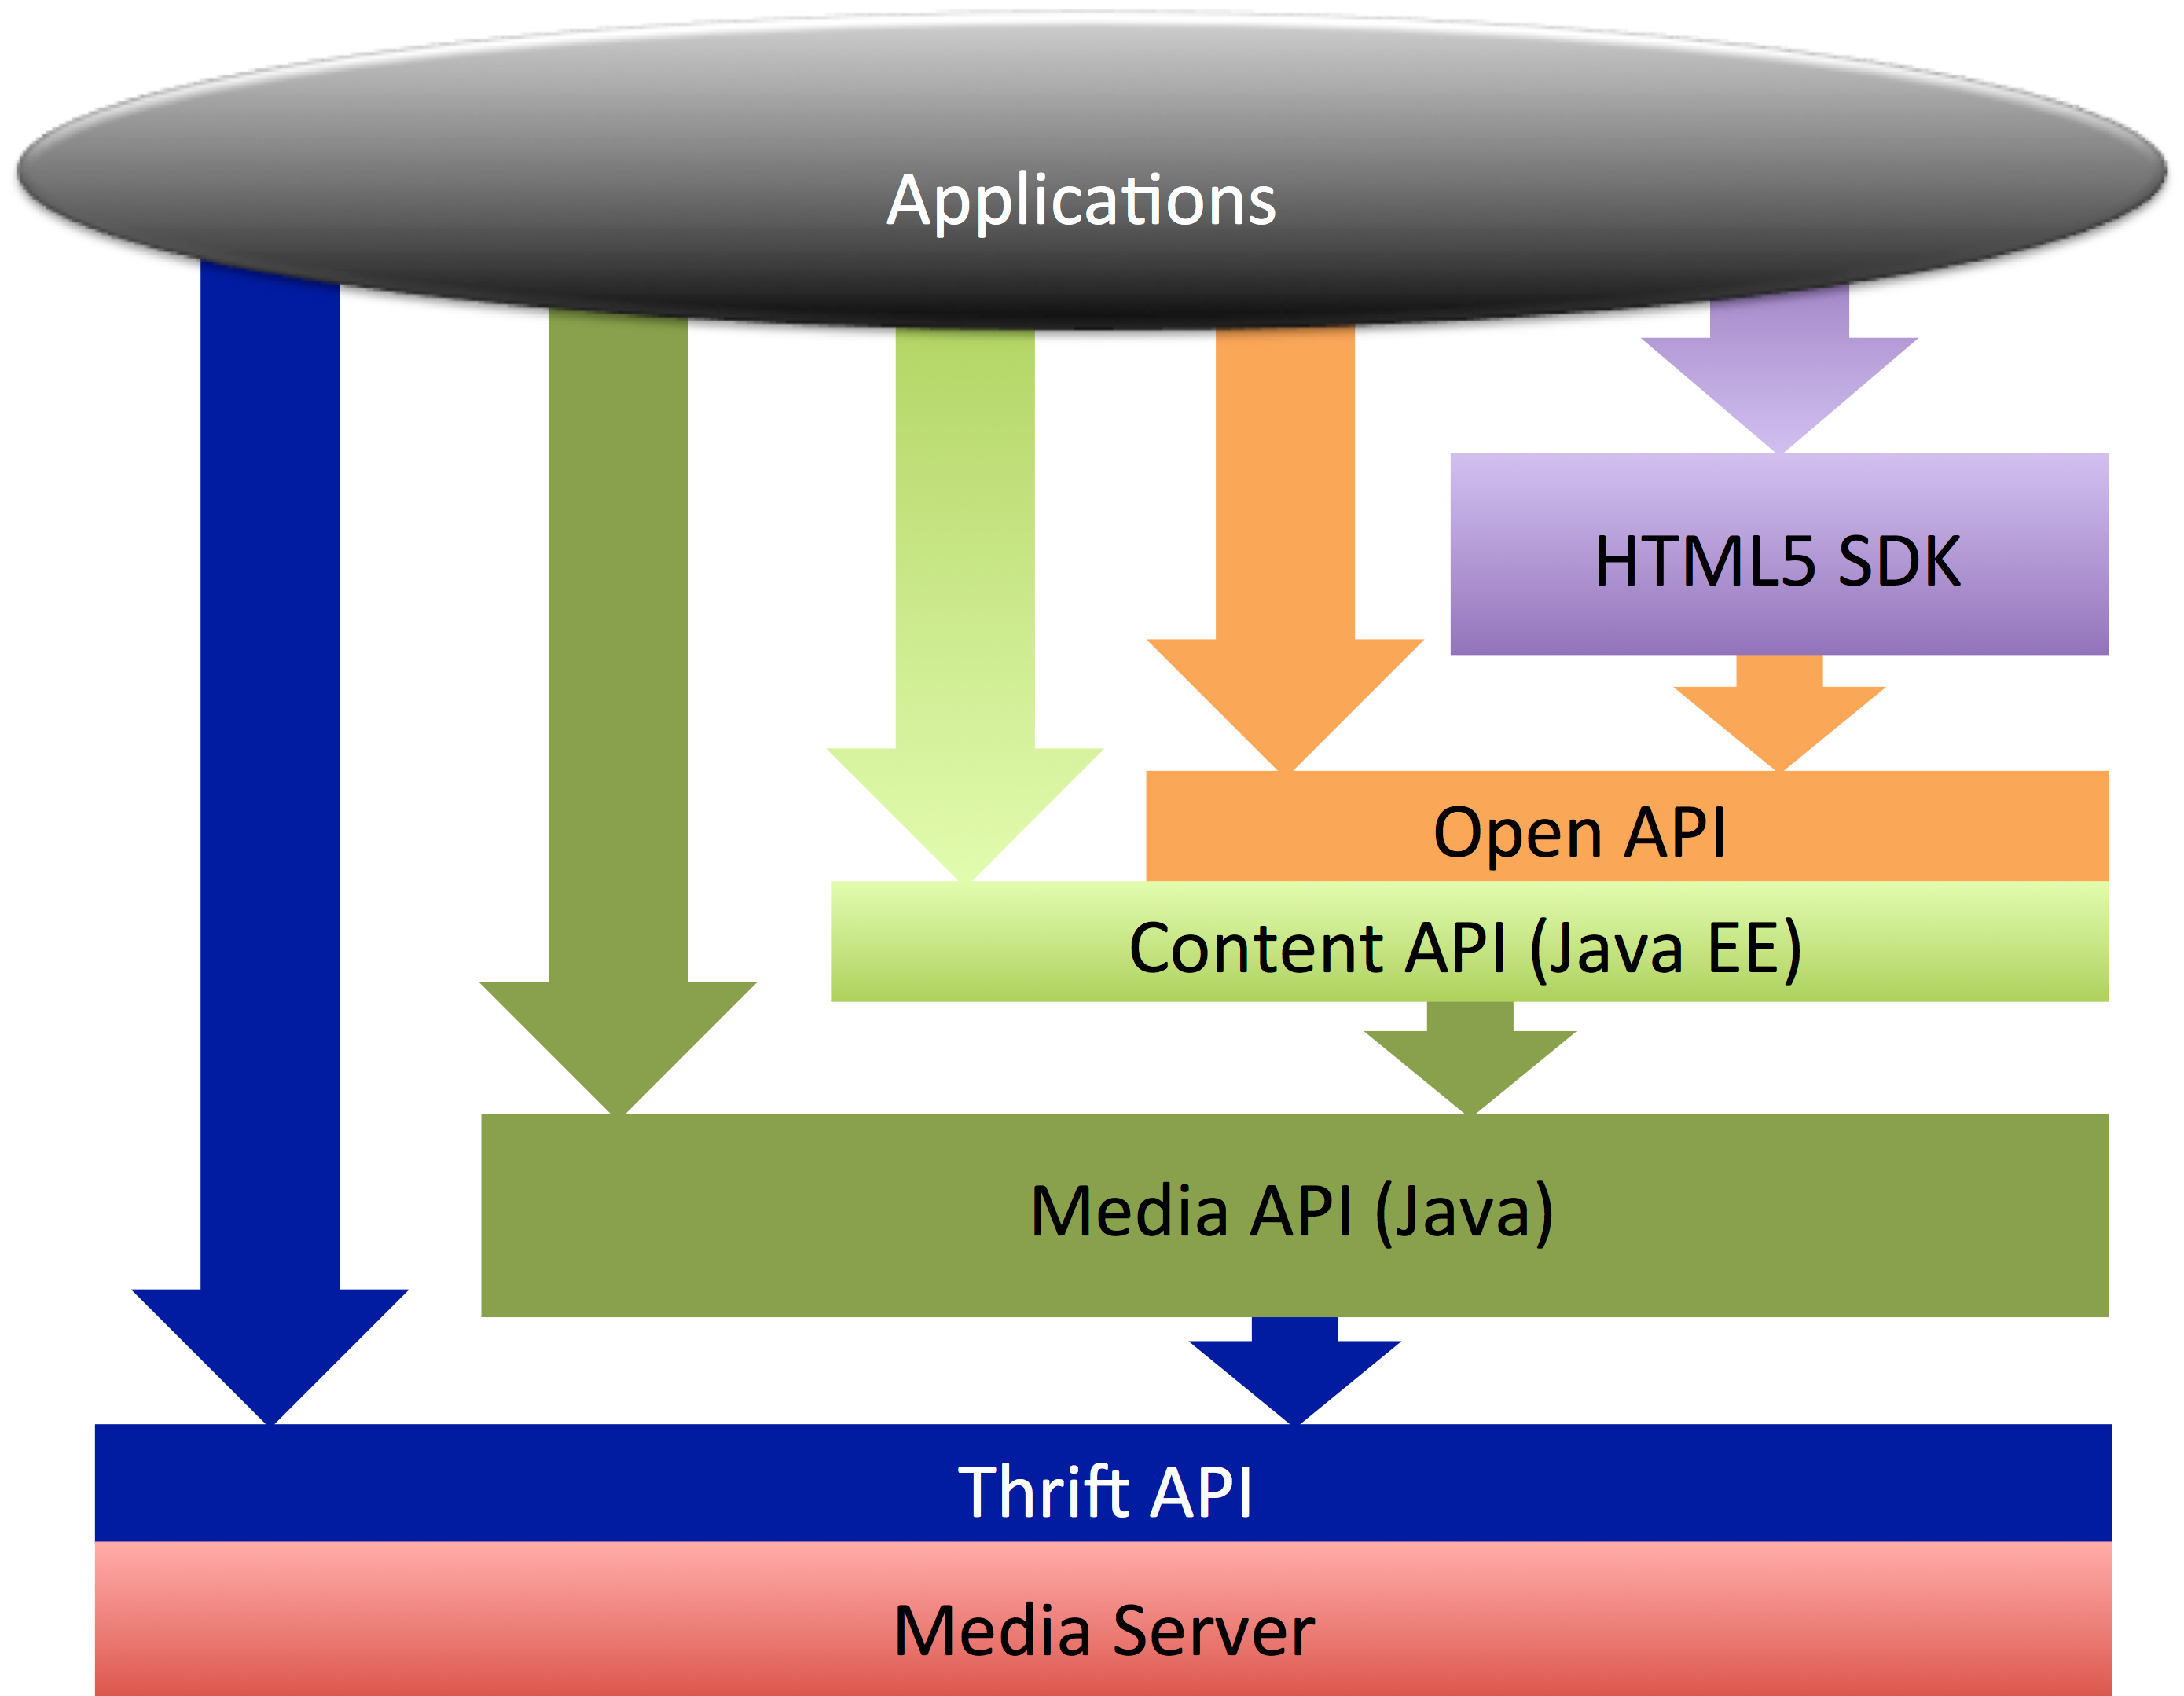 Applications
HTML5 SDK
Open API
Content API (Java EE)
Media API (Java)
Thrift API
Media Server